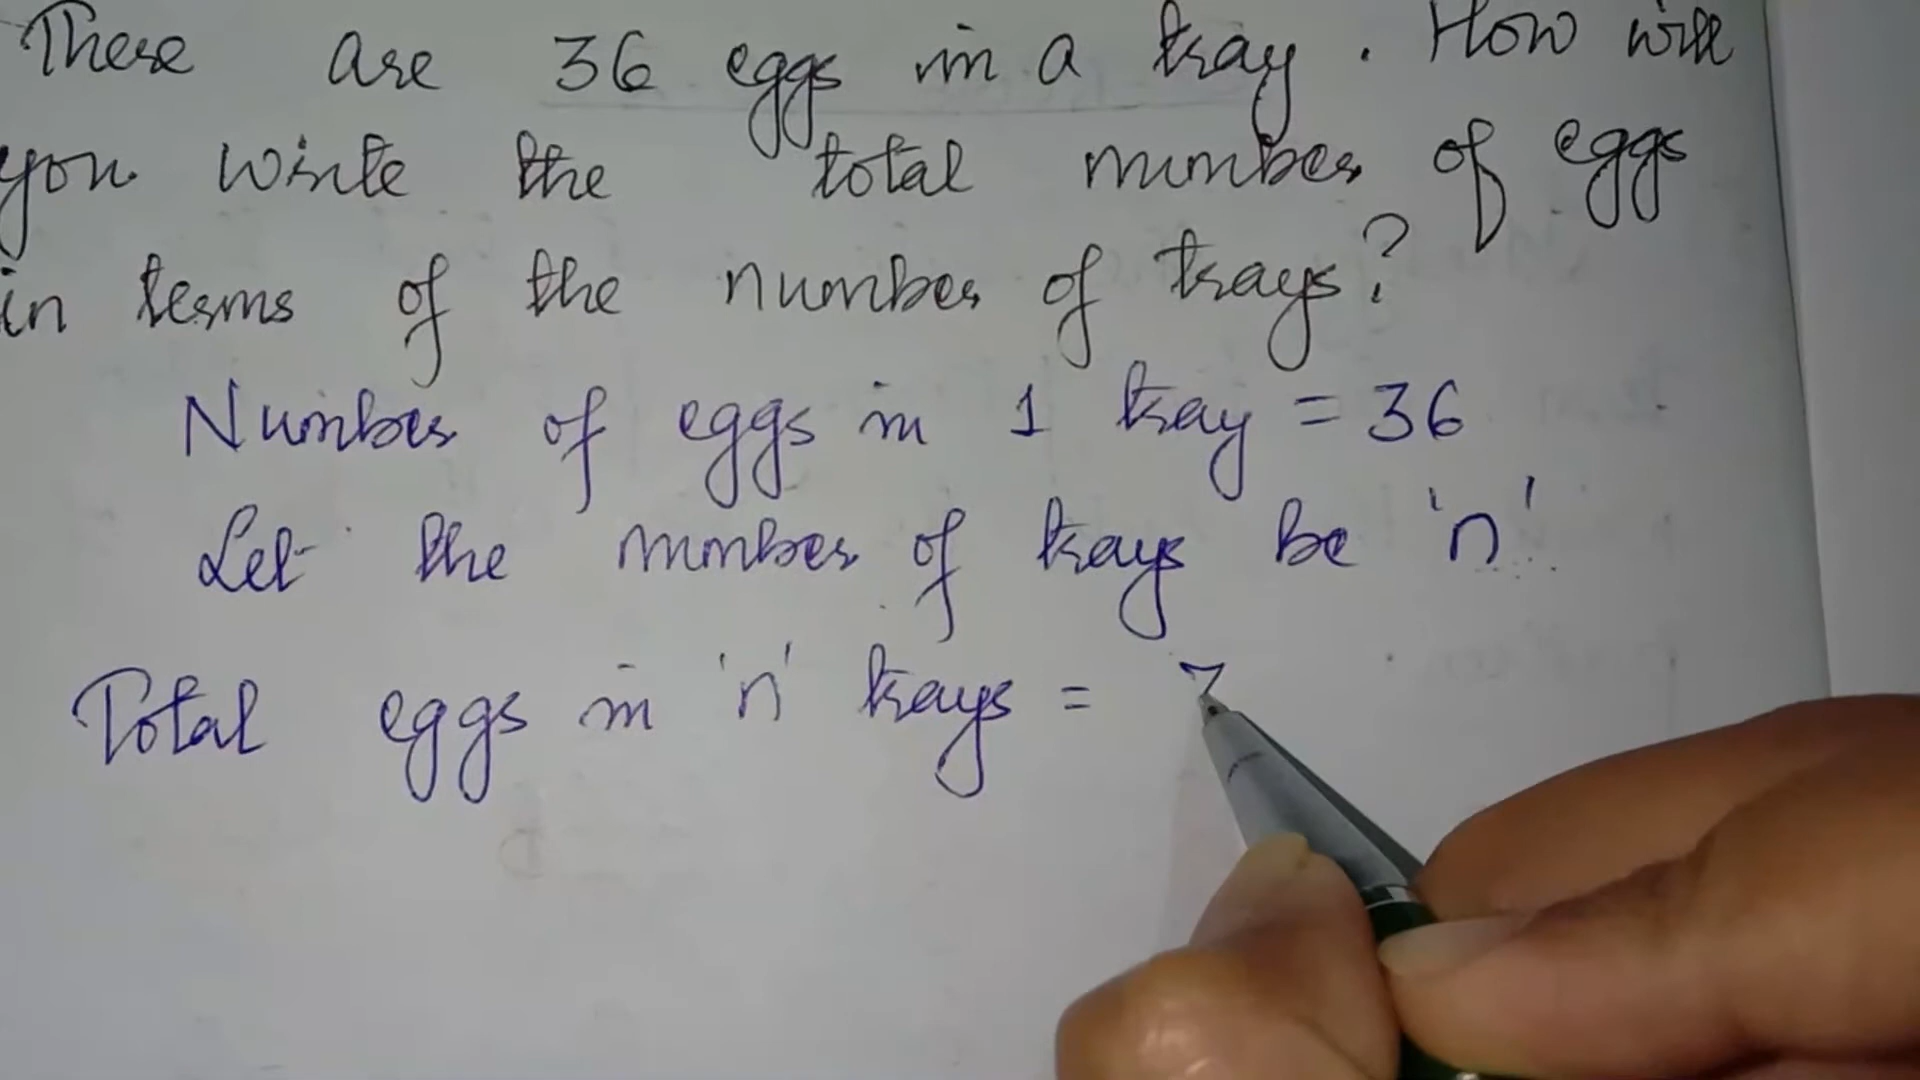 There are 36 eggs in a tray. How will
you write the total number of eggs
in terms of the number of trays?
Number of eggs in 1 tray = 36
Let the number of trays be 'n'
Total eggs in 'n' trays =